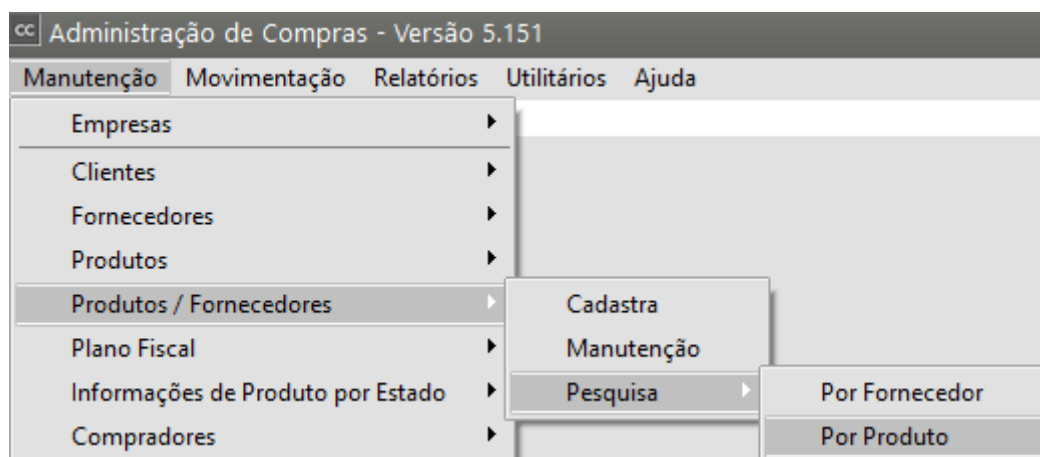 cc Administração de Compras - Versão 5.151
Manutenção Movimentação Relatórios Utilitários Ajuda
Empresas
Clientes
Fornecedores
Produtos
Produtos / Fornecedores
Cadastra
Plano Fiscal
Manutenção
Informações de Produto por Estado
Pesquisa
Por Fornecedor
Compradores
Por Produto